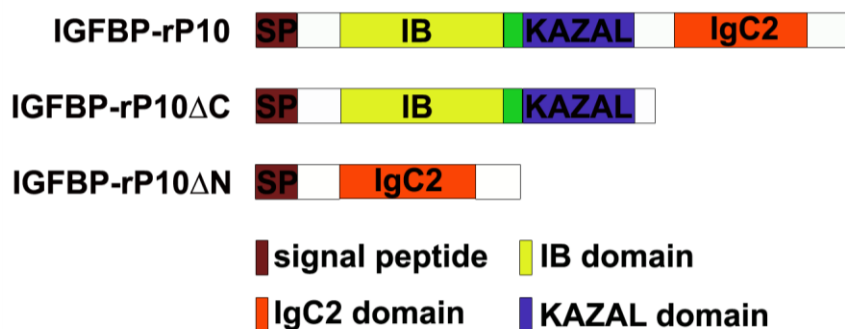 IGFBP-rP10 SP IB KAZAL IgC2
IGFBP-rP10ΔC SP IB KAZAL
IGFBP-rP10ΔN SP IgC2
signal peptide IB domain
IgC2 domain KAZAL domain